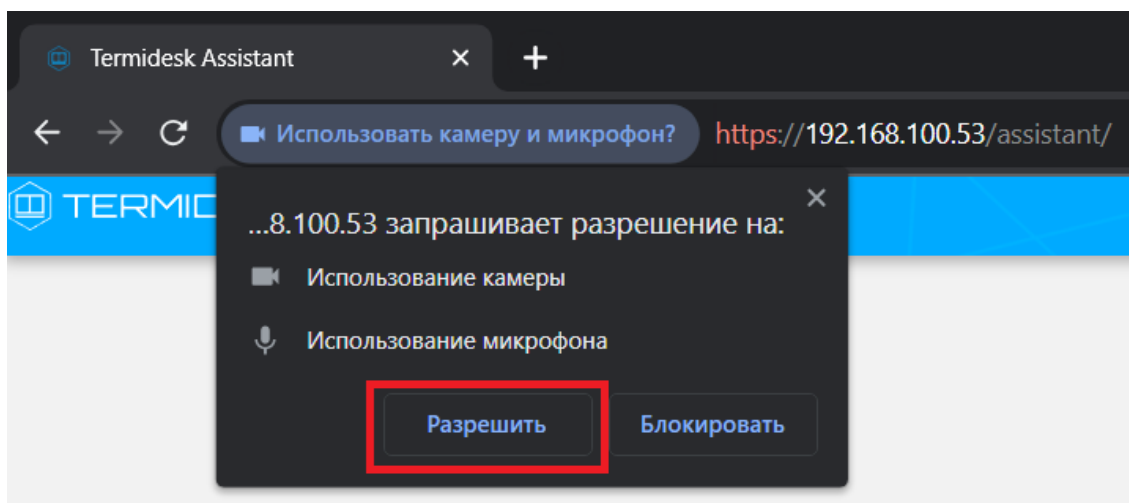 Termidesk Assistant
Использовать камеру и микрофон? https://192.168.100.53/assistant/
TERMID
...8.100.53 запрашивает разрешение на:
Использование камеры
Использование микрофона
Разрешить Блокировать